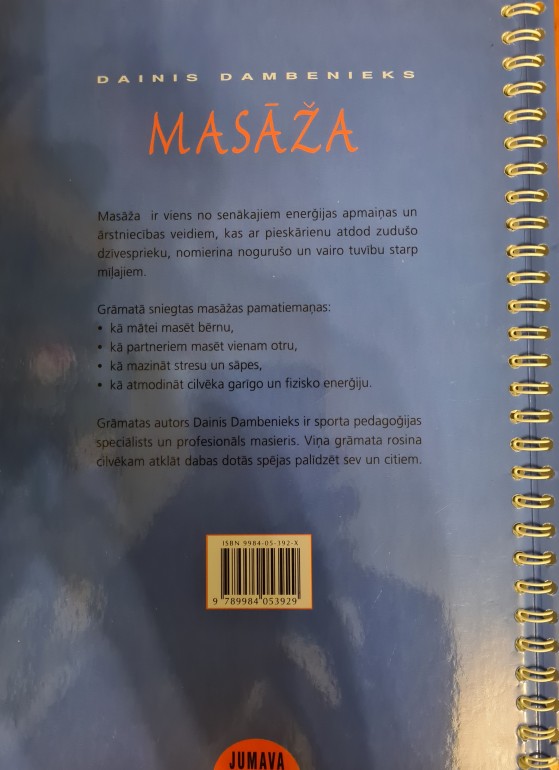 DAINIS DAMBENIEKS
MASĀŽA
Masāža ir viens no senākajiem enerģijas apmaiņas un
ārstniecības veidiem, kas ar pieskārienu atdod zudušo
dzīvesprieku, nomierina nogurušo un vairo tuvību starp
mīļajiem.
Grāmatā sniegtas masāžas pamatiemaņas:
• kā mātei masēt bērnu,
• kā partneriem masēt vienam otru,
• kā mazināt stresu un sāpes,
• kā atmodināt cilvēka garīgo un fizisko enerģiju.
Grāmatas autors Dainis Dambenieks ir sporta pedagoģijas
speciālists un profesionāls masieris. Viņa grāmata rosina
cilvēkam atklāt dabas dotās spējas palīdzēt sev un citiem.
ISBN 9984-05-392-X
9 789984 053929
JUMAVA